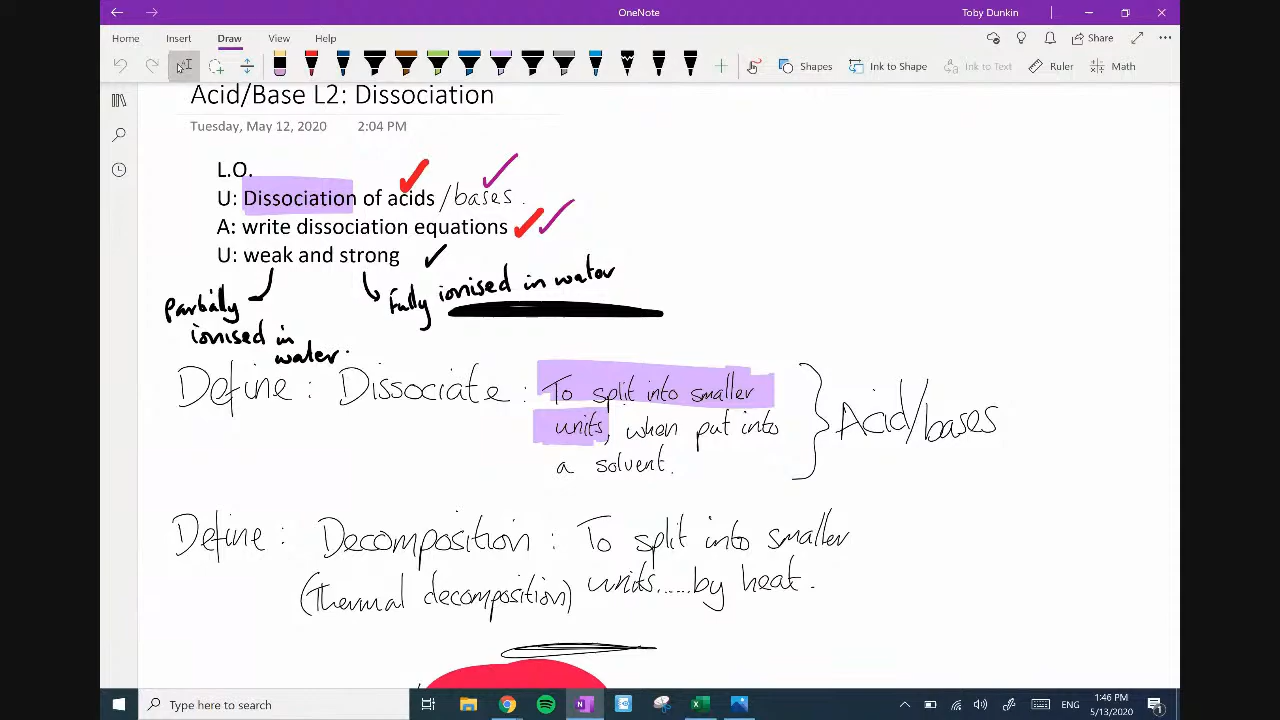 OneNote
Toby Dunkin
Home Insert Draw View Help
Share
Shapes Ink to Shape Ink to Text Ruler Math
Acid/Base L2: Dissociation
Tuesday, May 12, 2020 2:04 PM
L.O.
U: Dissociation of acids /bases.
A: write dissociation equations
U: weak and strong
Partially
ionised in
water.
Fully ionised in water
Define: Dissociate: To split into smaller
units, when put into
a solvent.
Acid/bases
Define: Decomposition: To split into smaller
(Thermal decomposition) units......by heat.
Type here to search
ENG
1:46 PM
5/13/2020
1